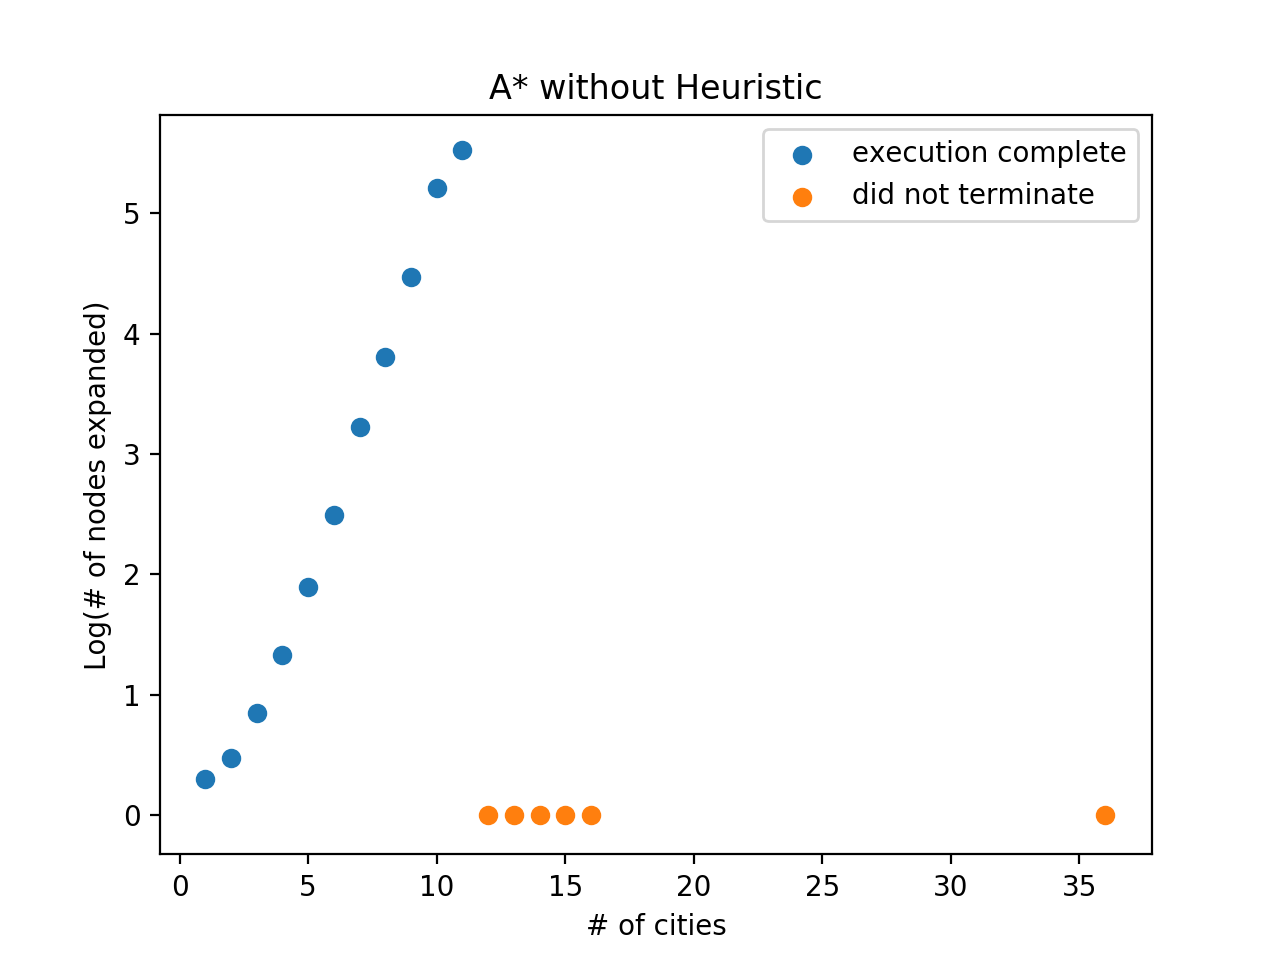 A* without Heuristic
execution complete
did not terminate
Log(# of nodes expanded)
5
4
3
2
1
0
0 5 10 15 20 25 30 35
# of cities